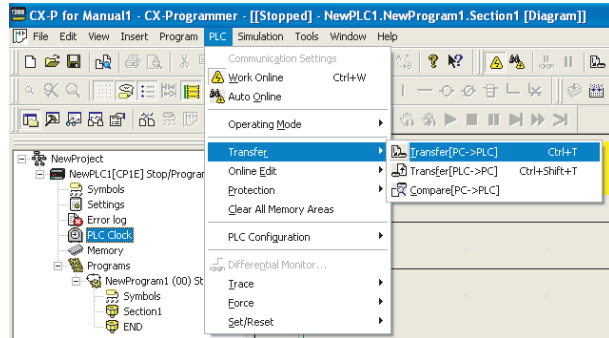 CX-P for Manual1 - CX-Programmer - [[Stopped] - NewPLC1.NewProgram1.Section1 [Diagram]]
File Edit View Insert Program PLC Simulation Tools Window Help
Communication Settings
Work Online Ctrl+W
Auto Online
Operating Mode
Transfer
Online Edit
Protection
Clear All Memory Areas
PLC Configuration
Differential Monitor...
Trace
Force
Set/Reset
Transfer[PC->PLC] Ctrl+T
Transfer[PLC->PC] Ctrl+Shift+T
Compare[PC->PLC]
NewProject
NewPLC1[CP1E] Stop/Progra
Symbols
Settings
Error log
PLC Clock
Memory
Programs
NewProgram1 (00) St
Symbols
Section1
END